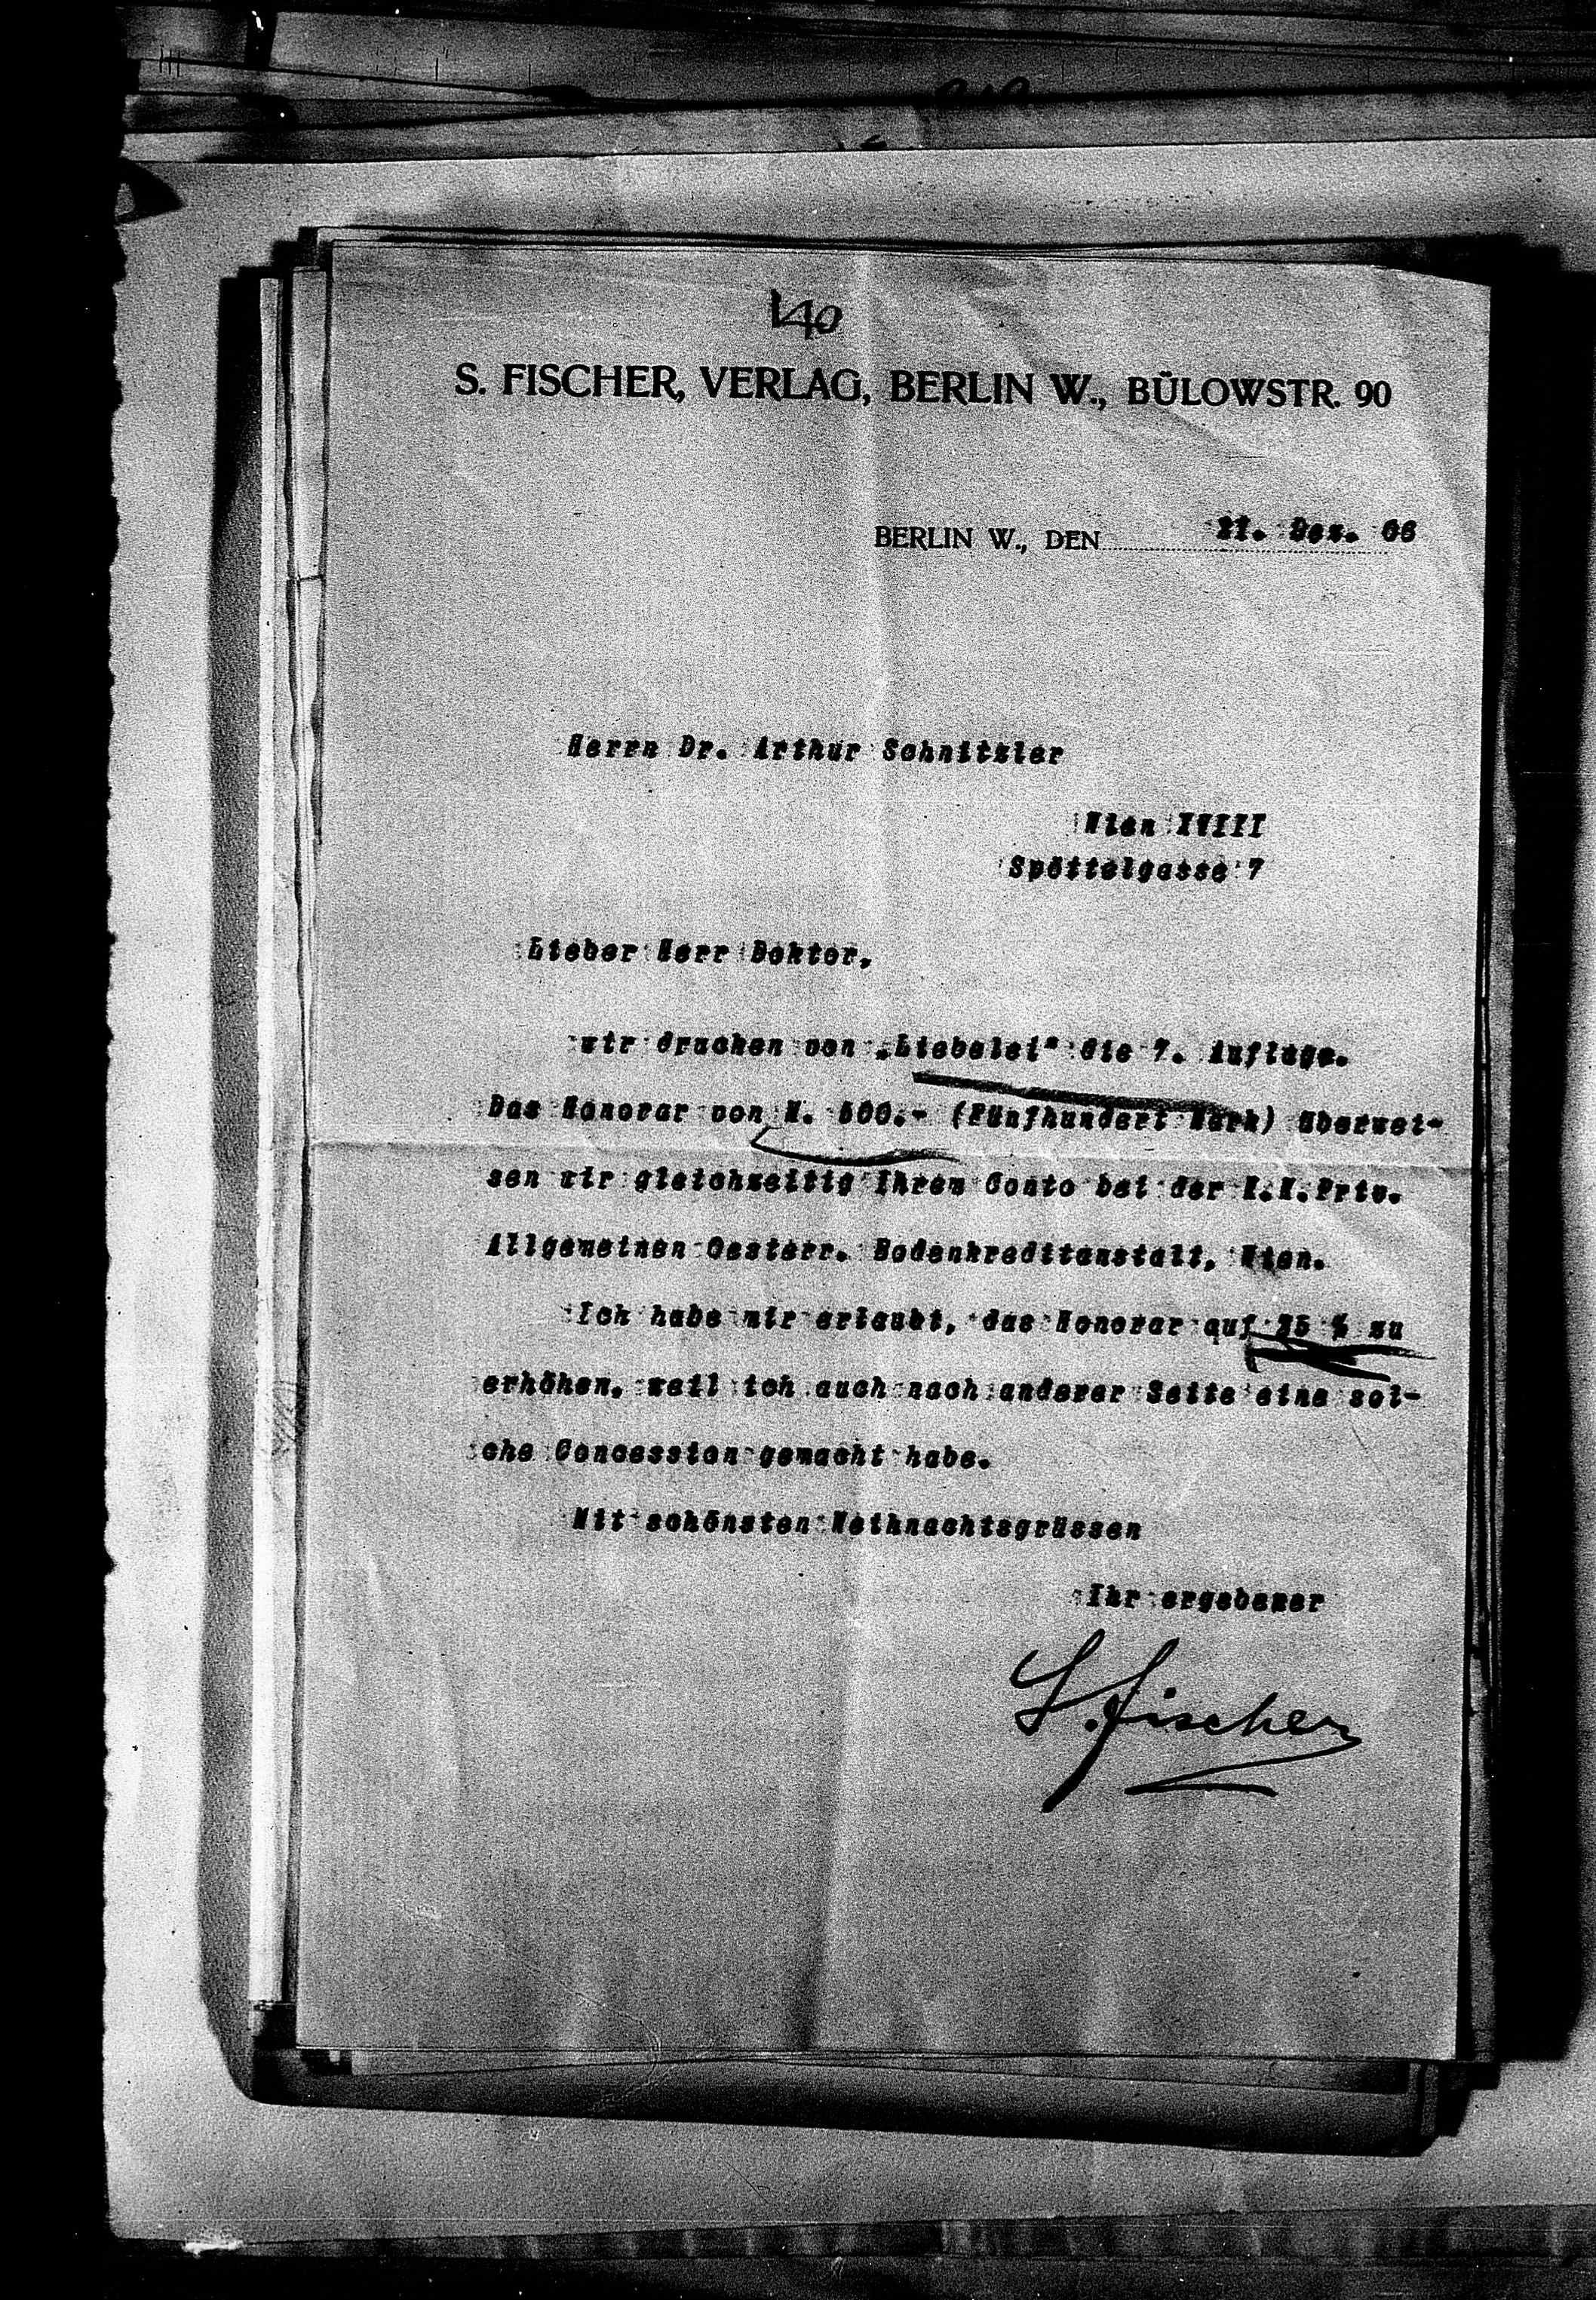 140
S. FISCHER, VERLAG, BERLIN W., BÜLOWSTR. 90
BERLIN W., DEN 21. Dez. 06
Herrn Dr. Arthur Schnitzler
Wien XVIII
Spöttelgasse 7
Lieber Herr Doktor,
wir drucken von „Liebelei" die 7. Auflage.
Das Honorar von M. 500.- (Fünfhundert Mark) überwei-
sen wir gleichzeitig Ihrem Conto bei der K.K.Priv.
Allgemeinen Oesterr. Bodenkreditanstalt, Wien.
Ich habe mir erlaubt, das Honorar auf 25 % zu
erhöhen, weil ich auch nach anderer Seite eine sol-
che Concession gemacht habe.
Mit schönsten Weihnachtsgrüssen
Ihr ergebener
S. Fischer